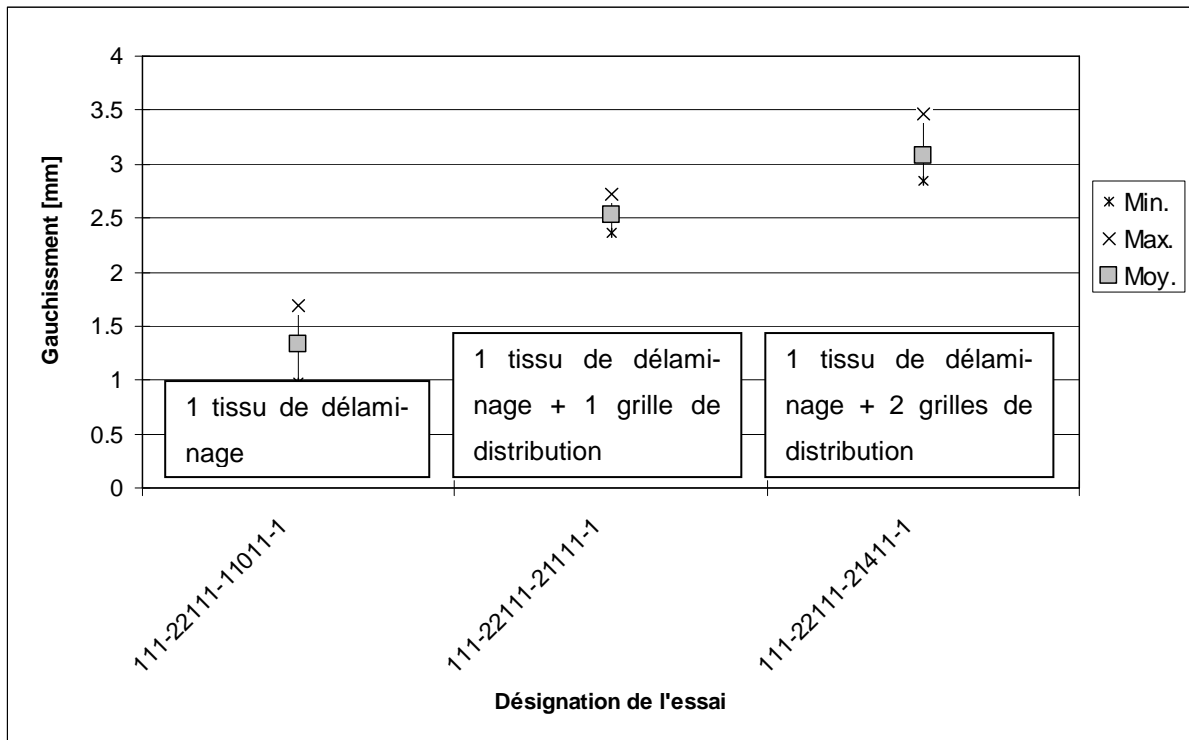 4
3.5
3
2.5
2
1.5
1
0.5
0
Gauchissment [mm]
1 tissu de délami-
nage
1 tissu de délami-
nage + 1 grille de
distribution
1 tissu de délami-
nage + 2 grilles de
distribution
Min.
Max.
Moy.
111-22111-11011-1
111-22111-21111-1
111-22111-21411-1
Désignation de l'essai